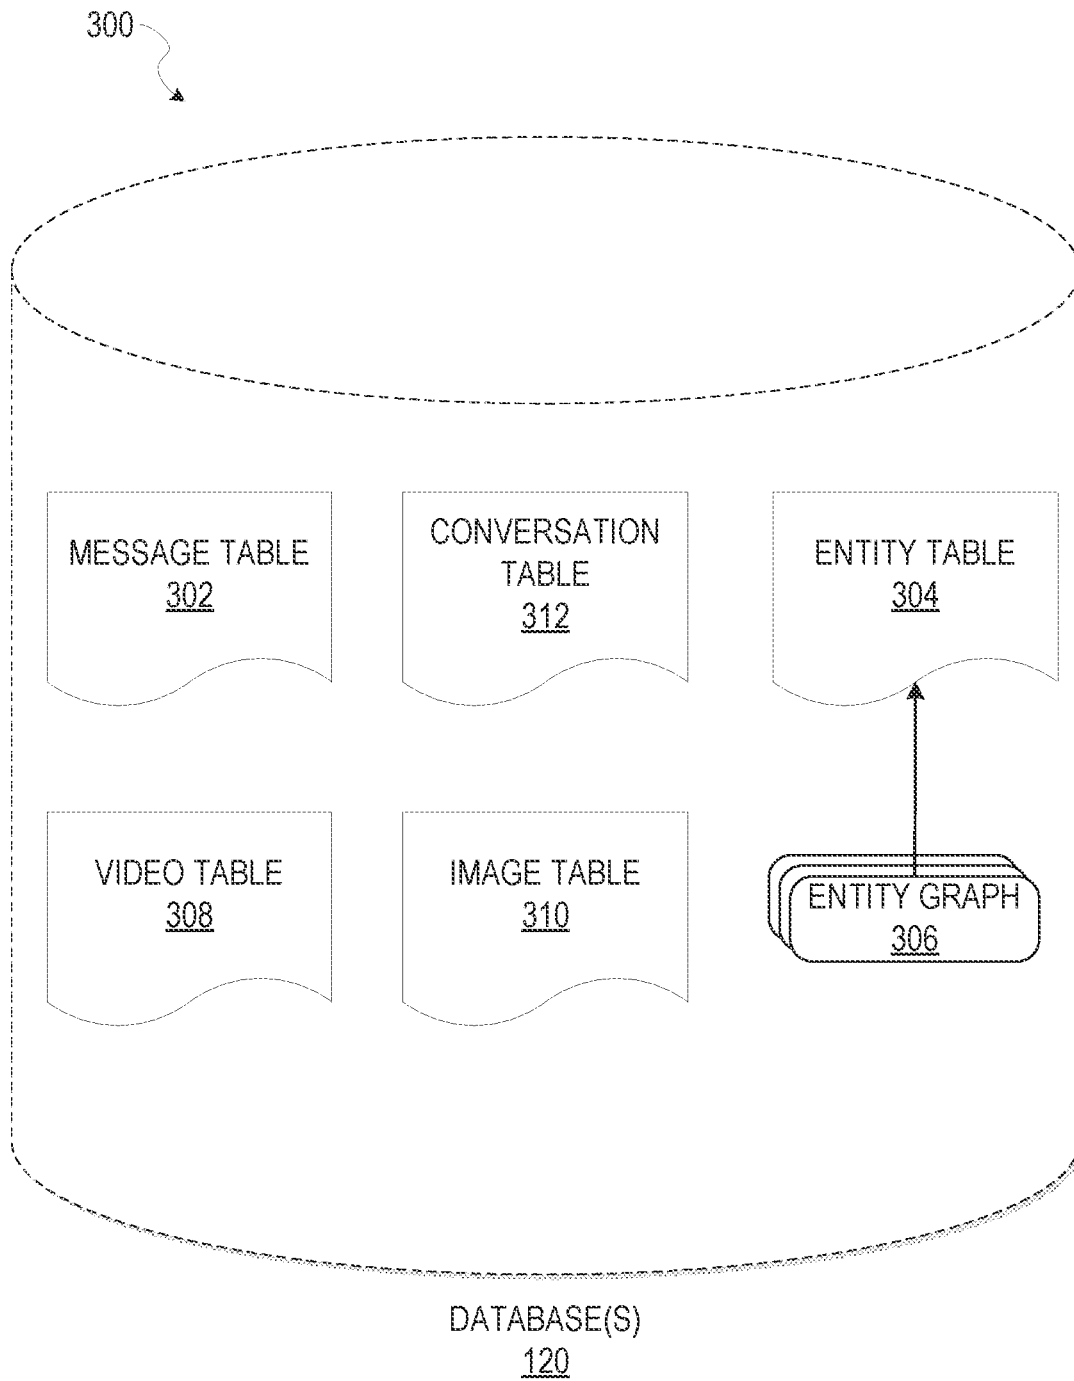 300
MESSAGE TABLE
302
CONVERSATION
TABLE
312
ENTITY TABLE
304
VIDEO TABLE
308
IMAGE TABLE
310
ENTITY GRAPH
306
DATABASE(S)
120